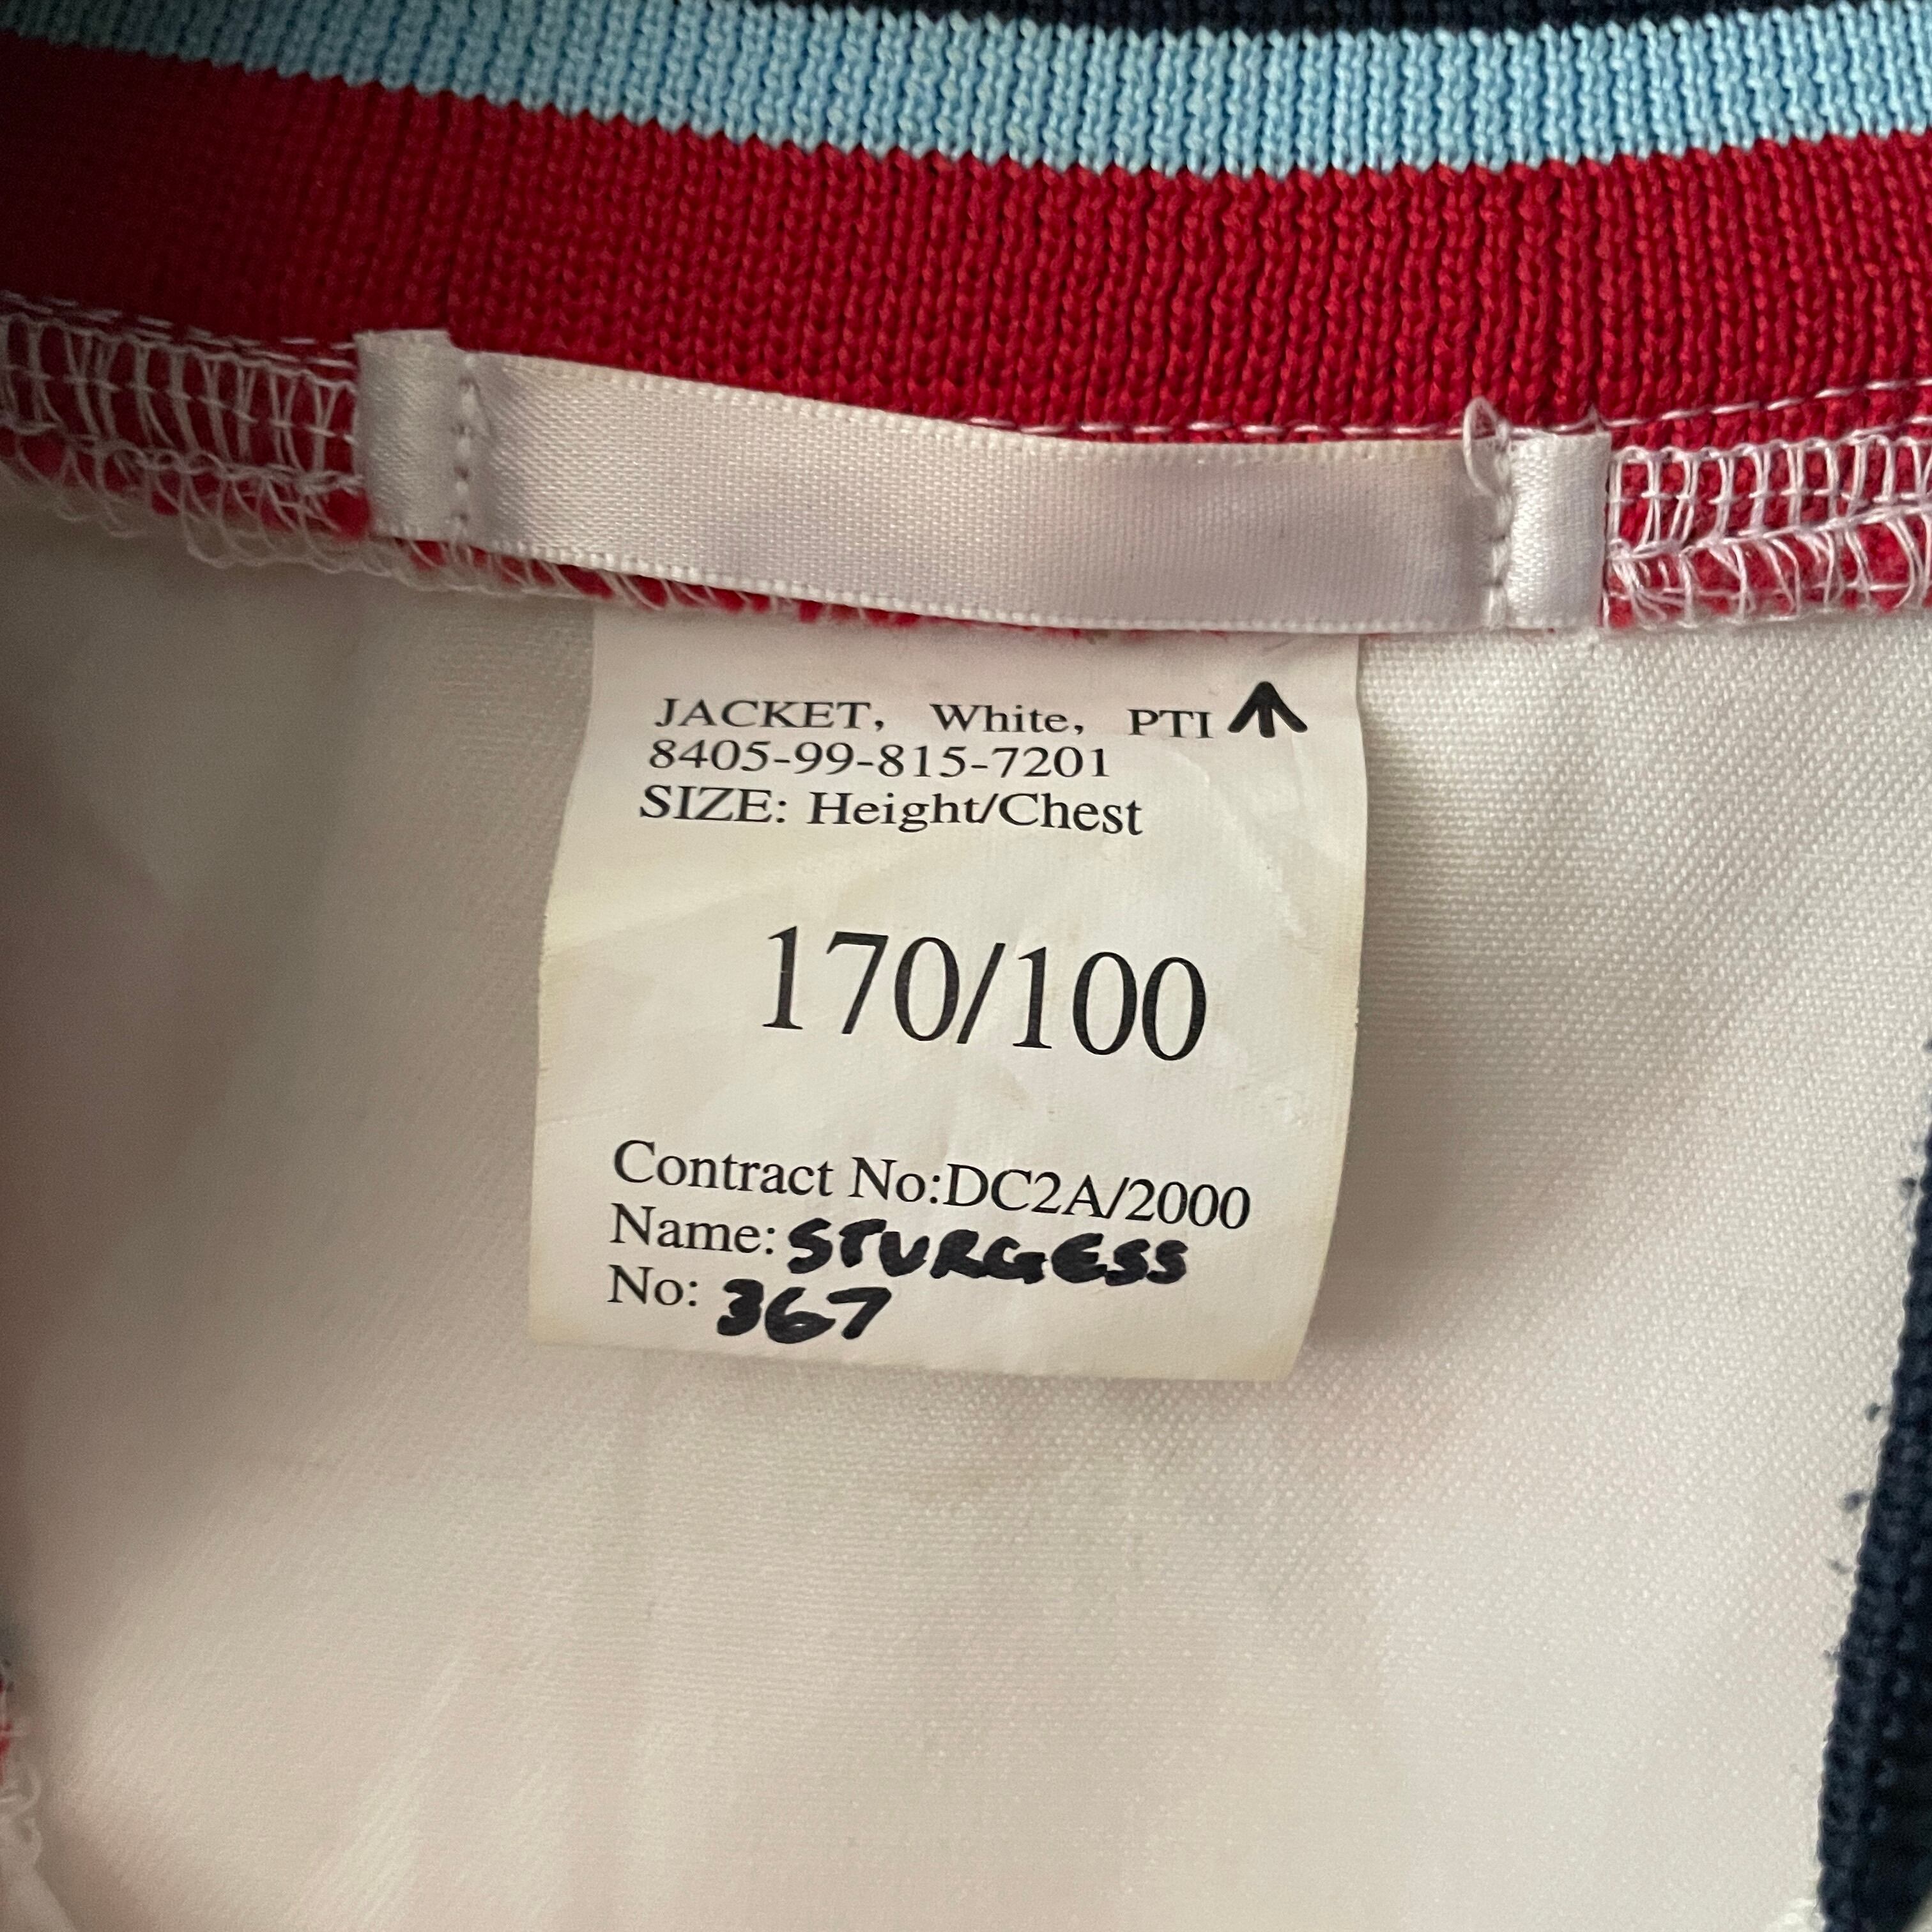 JACKET, White, PTI
8405-99-815-7201
SIZE: Height/Chest
170/100
Contract No:DC2A/2000
Name: STURGESS
No: 367